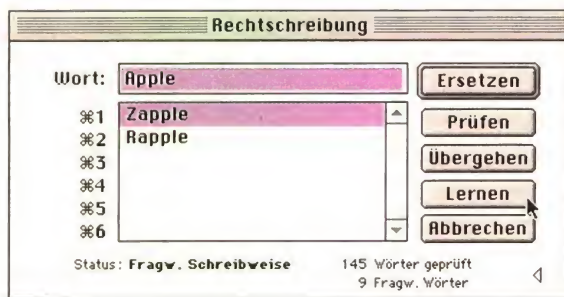 Rechtschreibung
Wort: Apple
Ersetzen
⌘1 Zapple
⌘2 Rapple
⌘3
⌘4
⌘5
⌘6
Prüfen
Übergehen
Lernen
Abbrechen
Status: Fragw. Schreibweise
145 Wörter geprüft
9 Fragw. Wörter